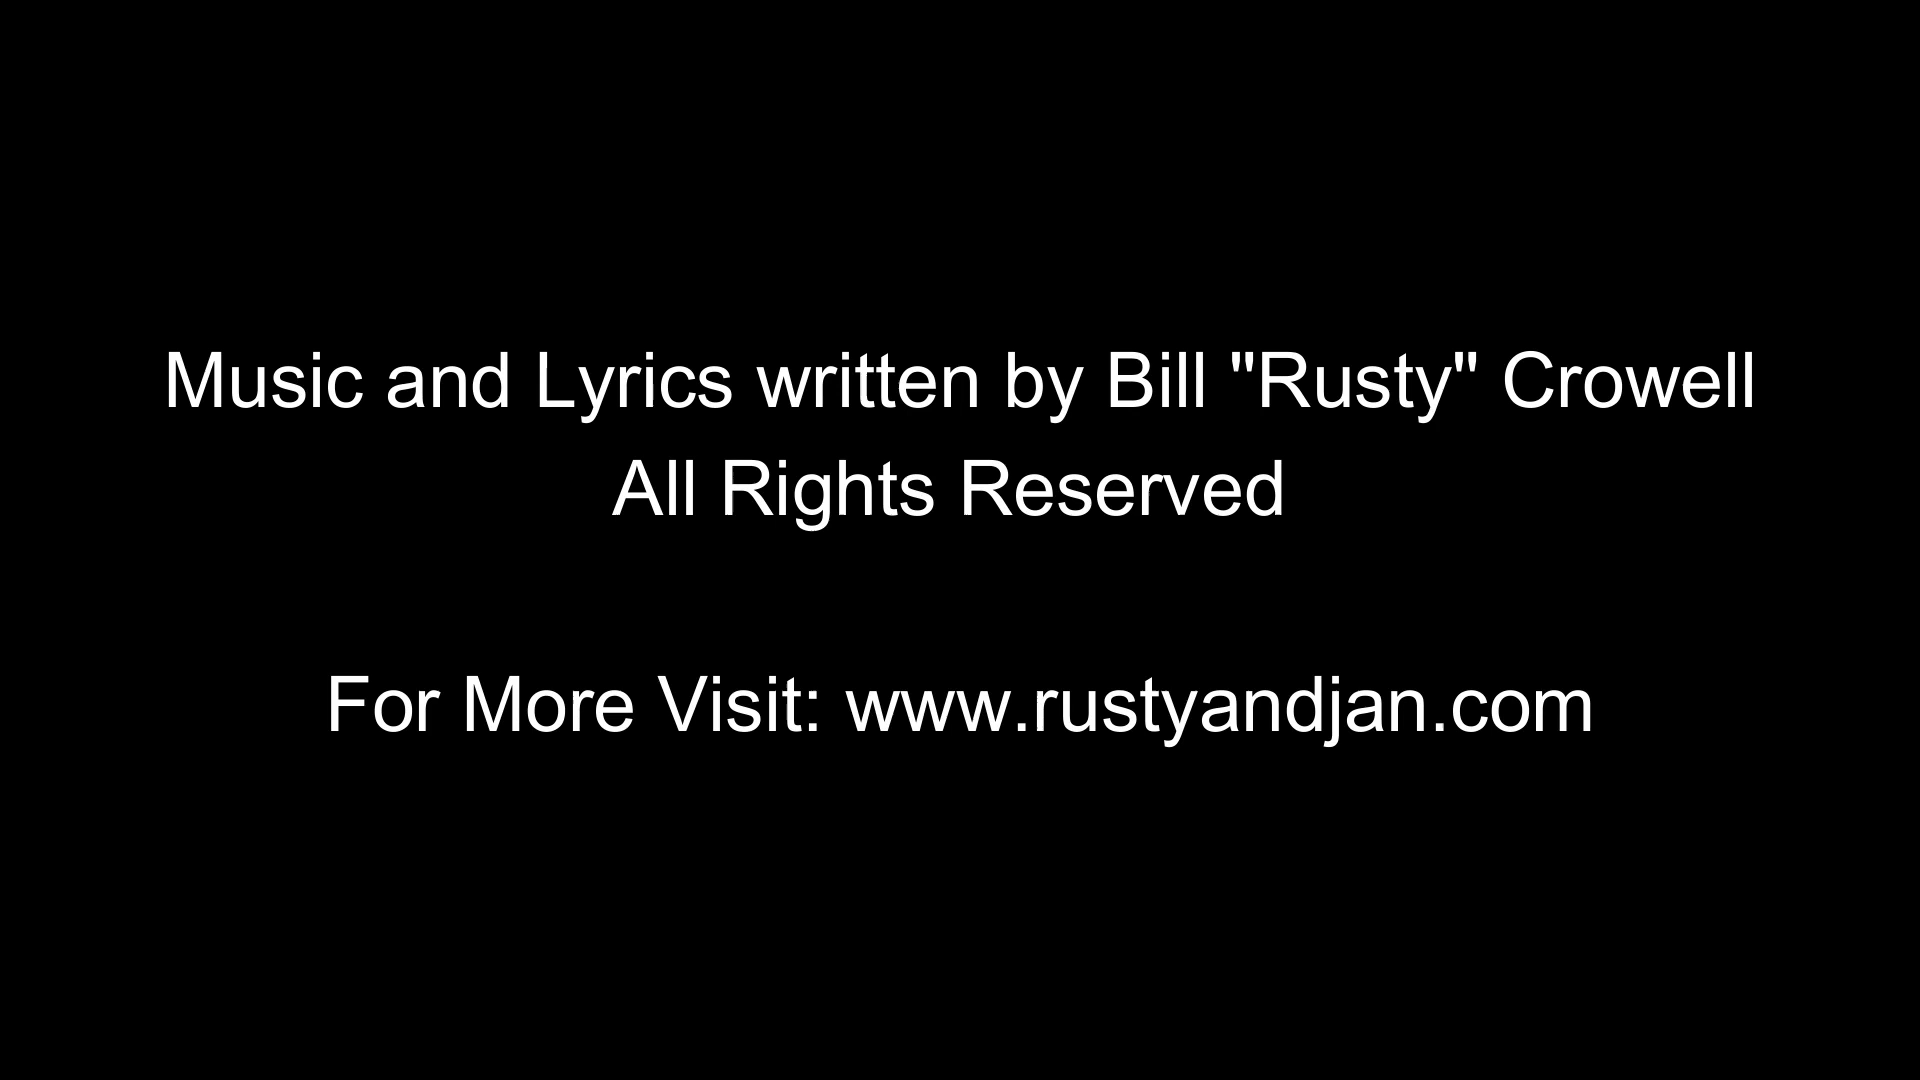 Music and Lyrics written by Bill "Rusty" Crowell
All Rights Reserved
For More Visit: www.rustyandjan.com